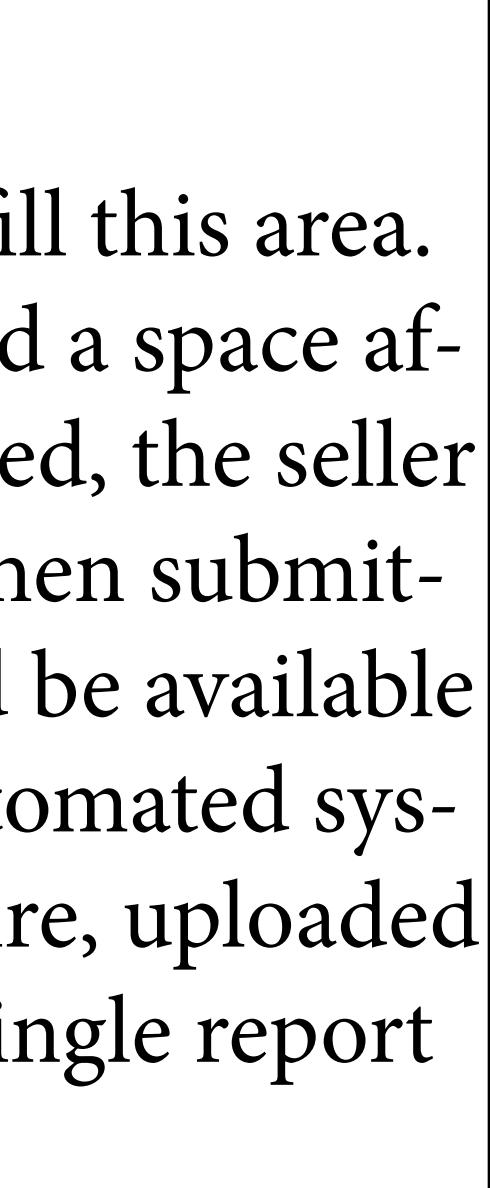 ill this area.
d a space af-
ed, the seller
hen submit-
d be available
tomated sys-
re, uploaded
ingle report